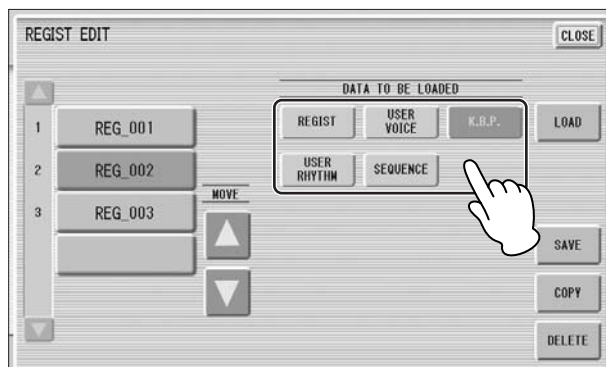 REGIST EDIT
CLOSE
DATA TO BE LOADED
REGIST
USER
VOICE
K.B.P.
LOAD
1 REG_001
USER
RHYTHM
SEQUENCE
2 REG_002
MOVE
3 REG_003
SAVE
COPY
DELETE